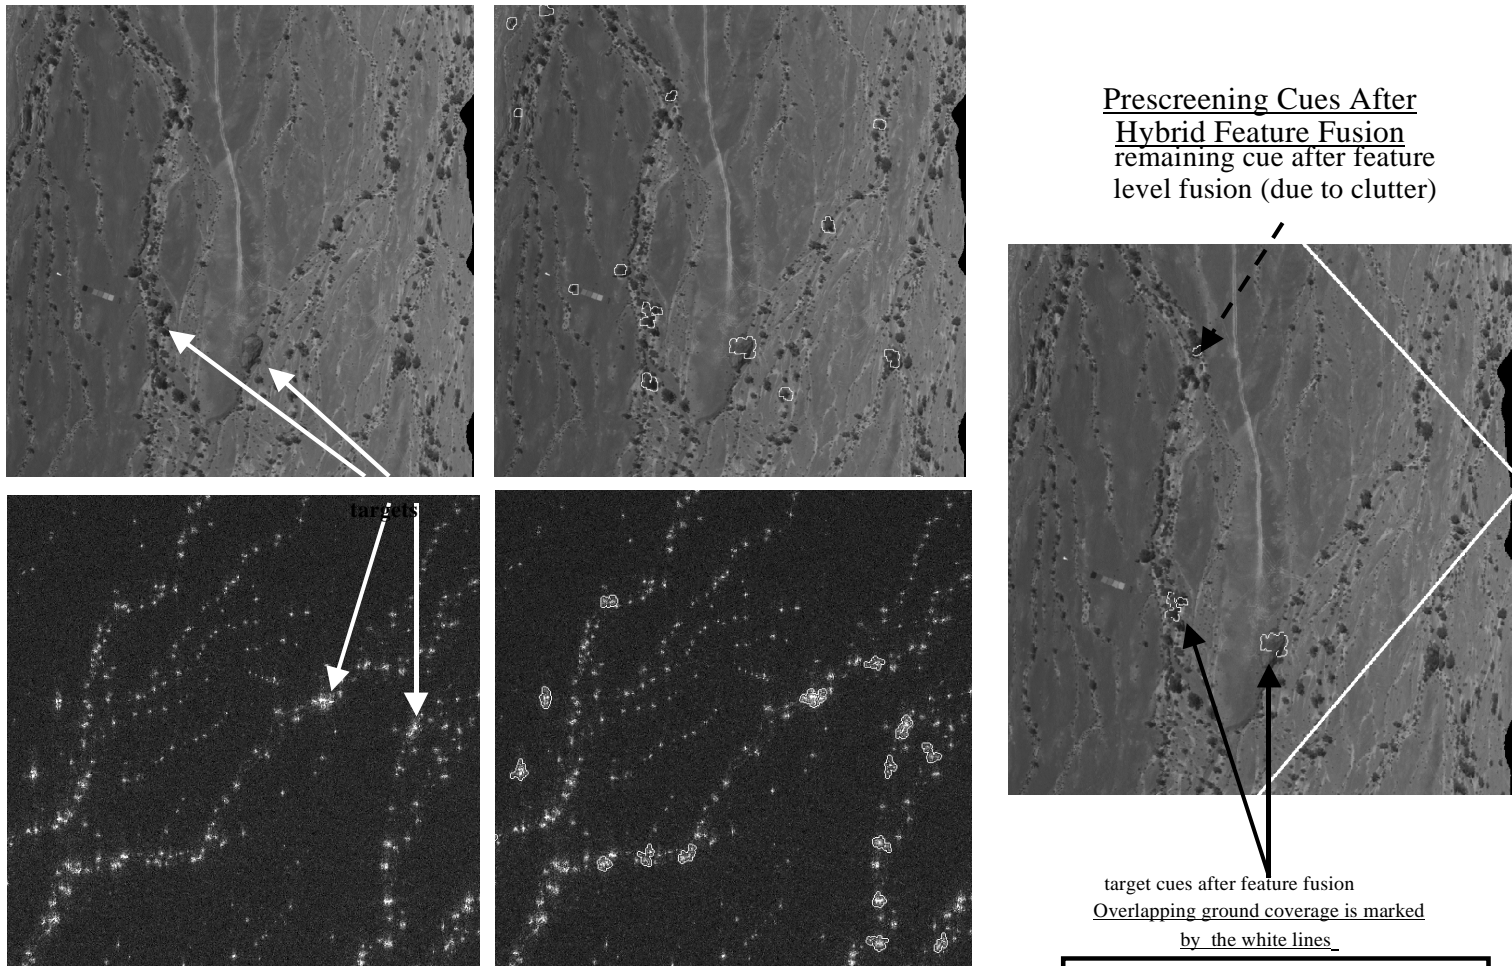 Prescreening Cues After
Hybrid Feature Fusion
remaining cue after feature
level fusion (due to clutter)
targets
target cues after feature fusion
Overlapping ground coverage is marked
by the white lines